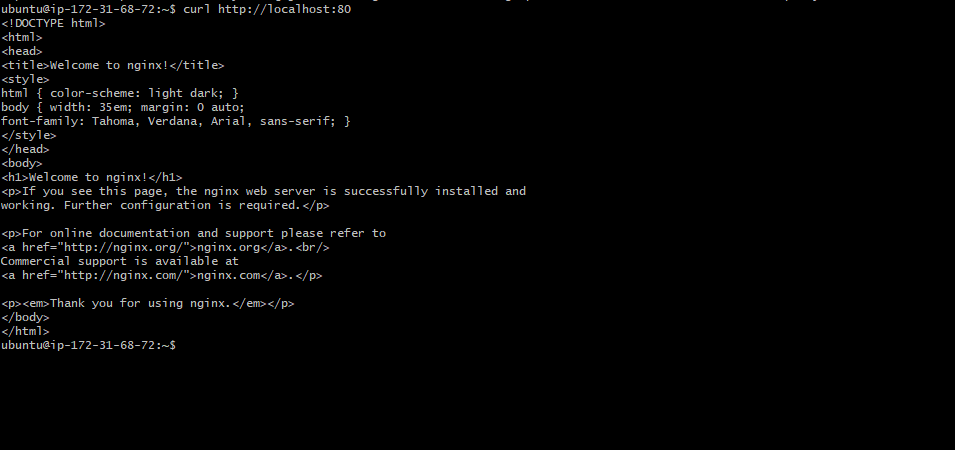 ubuntu@ip-172-31-68-72:~$ curl http://localhost:80
<!DOCTYPE html>
<html>
<head>
<title>Welcome to nginx!</title>
<style>
html { color-scheme: light dark; }
body { width: 35em; margin: 0 auto;
font-family: Tahoma, Verdana, Arial, sans-serif; }
</style>
</head>
<body>
<h1>Welcome to nginx!</h1>
<p>If you see this page, the nginx web server is successfully installed and
working. Further configuration is required.</p>

<p>For online documentation and support please refer to
<a href="http://nginx.org/">nginx.org</a>.<br/>
Commercial support is available at
<a href="http://nginx.com/">nginx.com</a>.</p>

<p><em>Thank you for using nginx.</em></p>
</body>
</html>
ubuntu@ip-172-31-68-72:~$